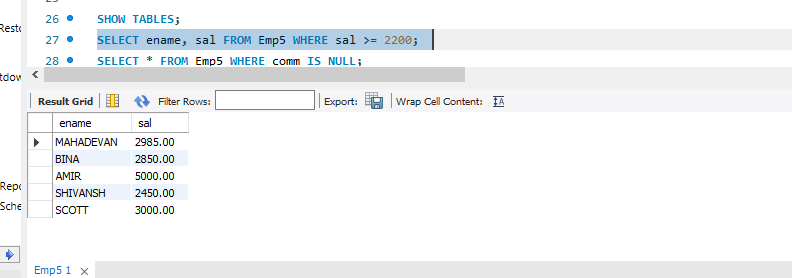 26 SHOW TABLES;
Resto
27 SELECT ename, sal FROM Emp5 WHERE sal >= 2200;
28 SELECT * FROM Emp5 WHERE comm IS NULL;
tdow
Result Grid Filter Rows: Export: Wrap Cell Content: IA
ename sal
MAHADEVAN 2985.00
BINA 2850.00
AMIR 5000.00
Repo
SHIVANSH 2450.00
Sche
SCOTT 3000.00
Emp5 1